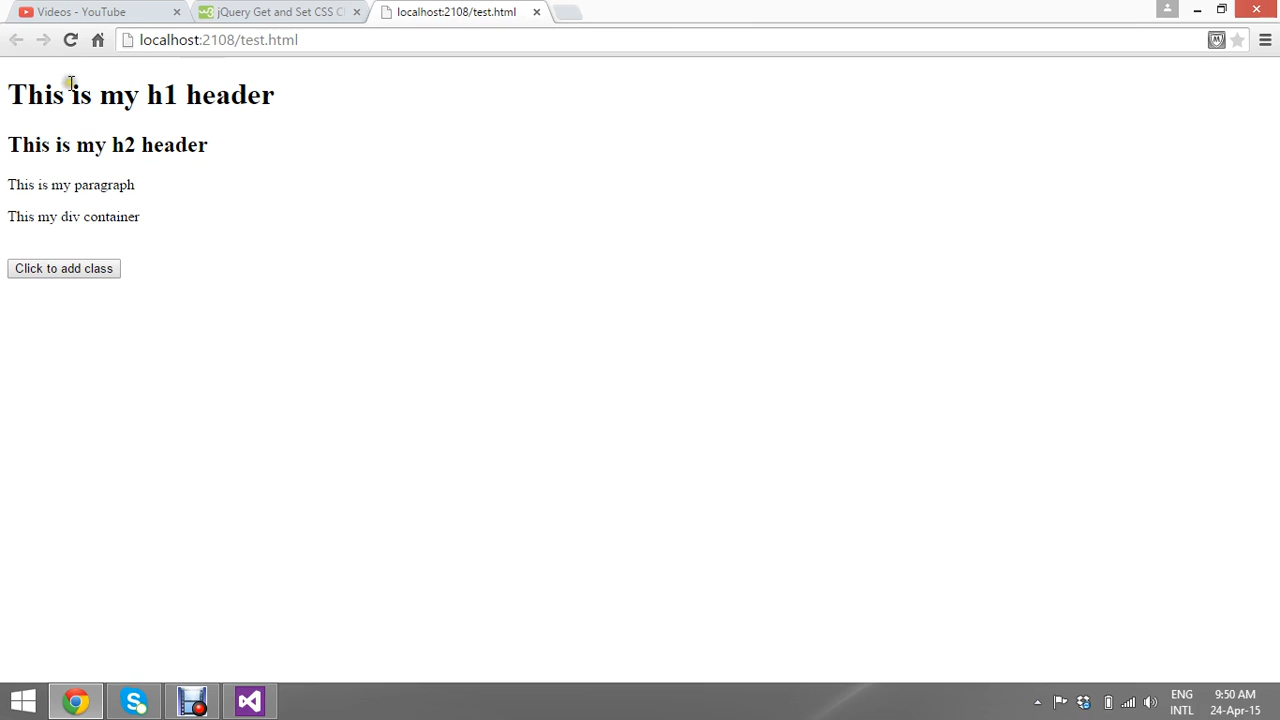 Videos - YouTube
jQuery Get and Set CSS Cl
localhost:2108/test.html
localhost:2108/test.html
This is my h1 header
This is my h2 header
This is my paragraph
This my div container
Click to add class
ENG
INTL
9:50 AM
24-Apr-15